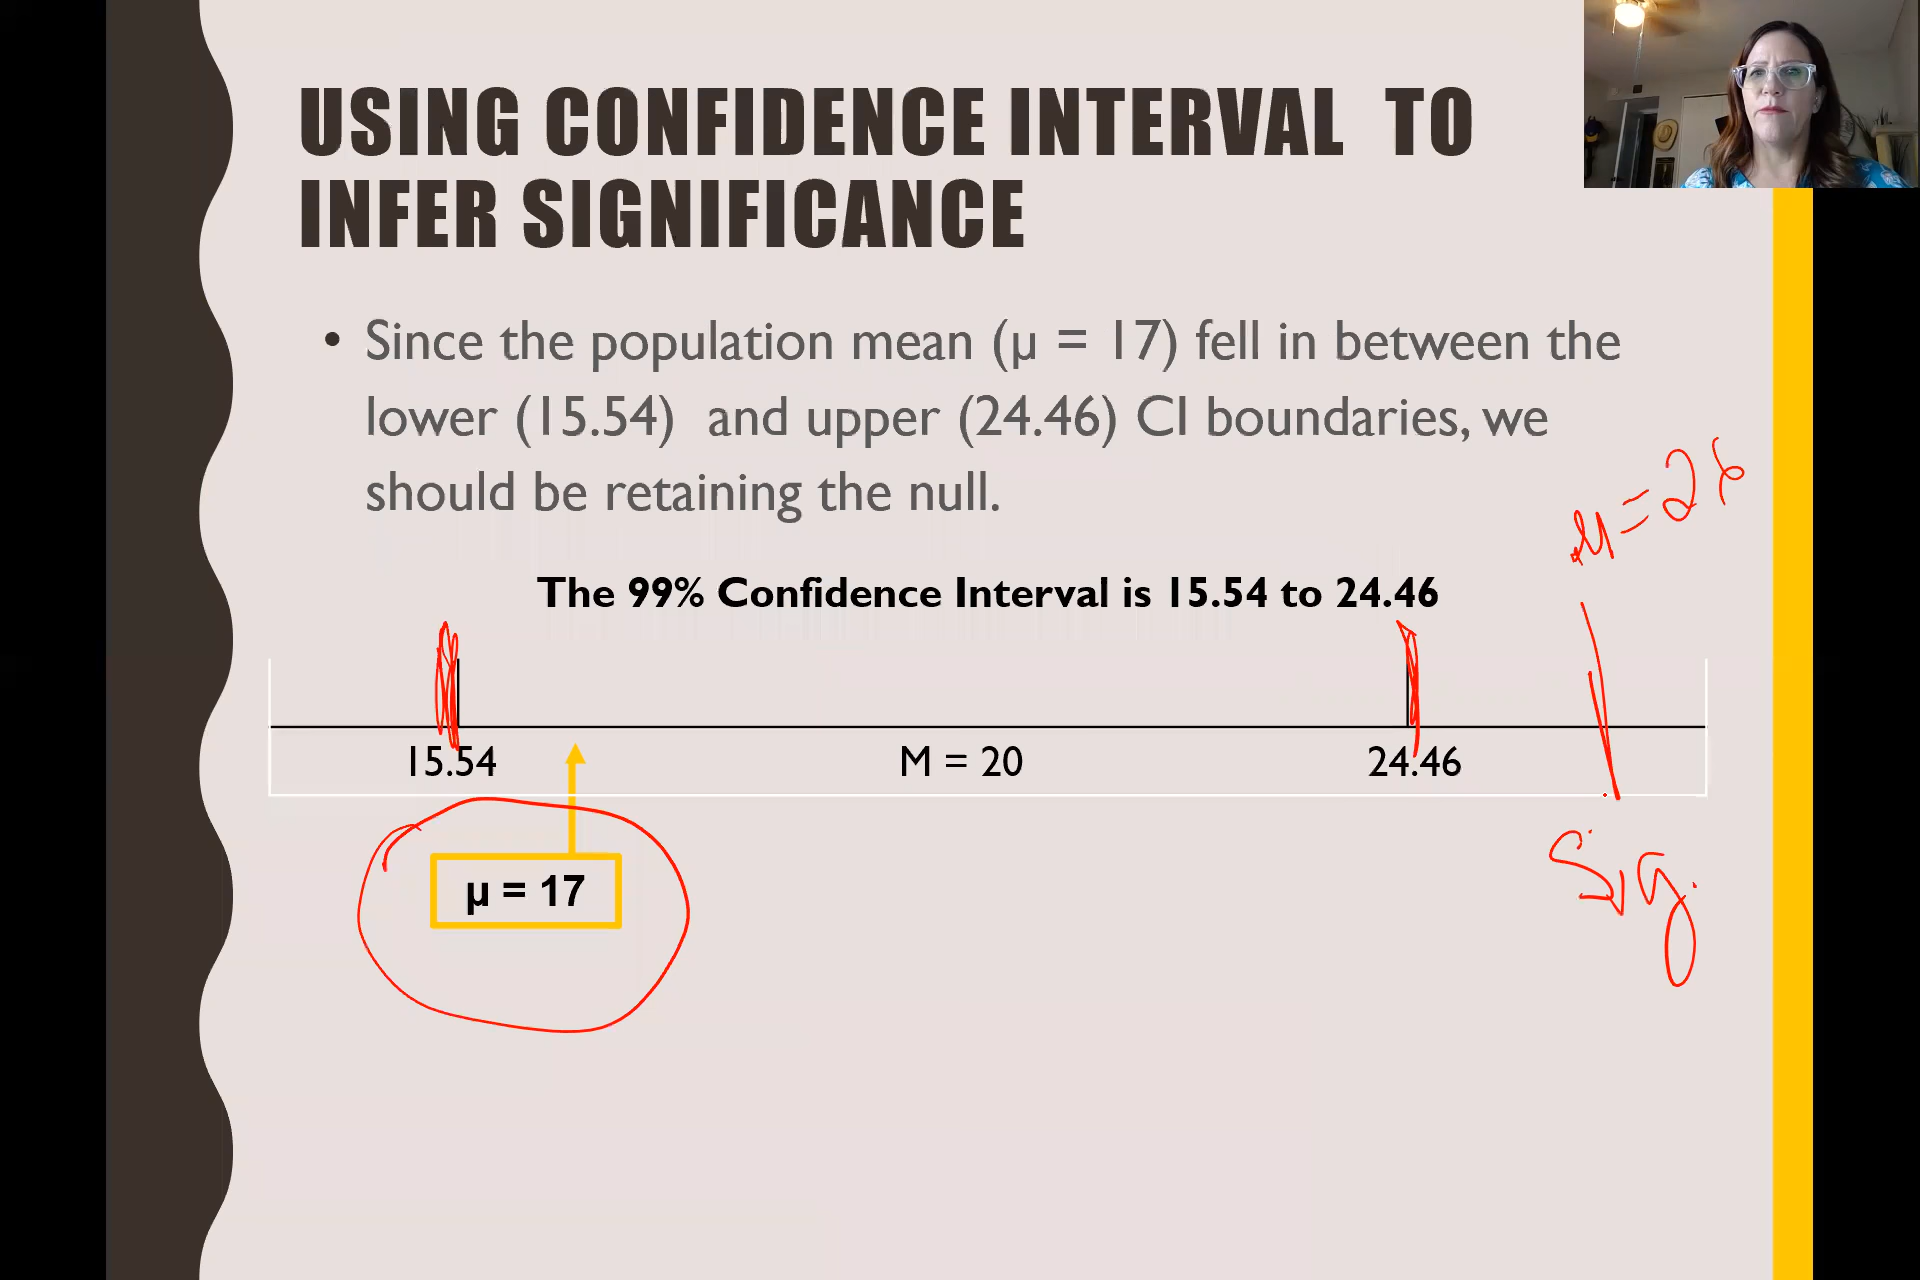 USING CONFIDENCE INTERVAL TO
INFER SIGNIFICANCE
• Since the population mean (μ = 17) fell in between the
lower (15.54) and upper (24.46) CI boundaries, we
should be retaining the null.
μ = 26
The 99% Confidence Interval is 15.54 to 24.46
15.54 M = 20 24.46
μ = 17
Sig.